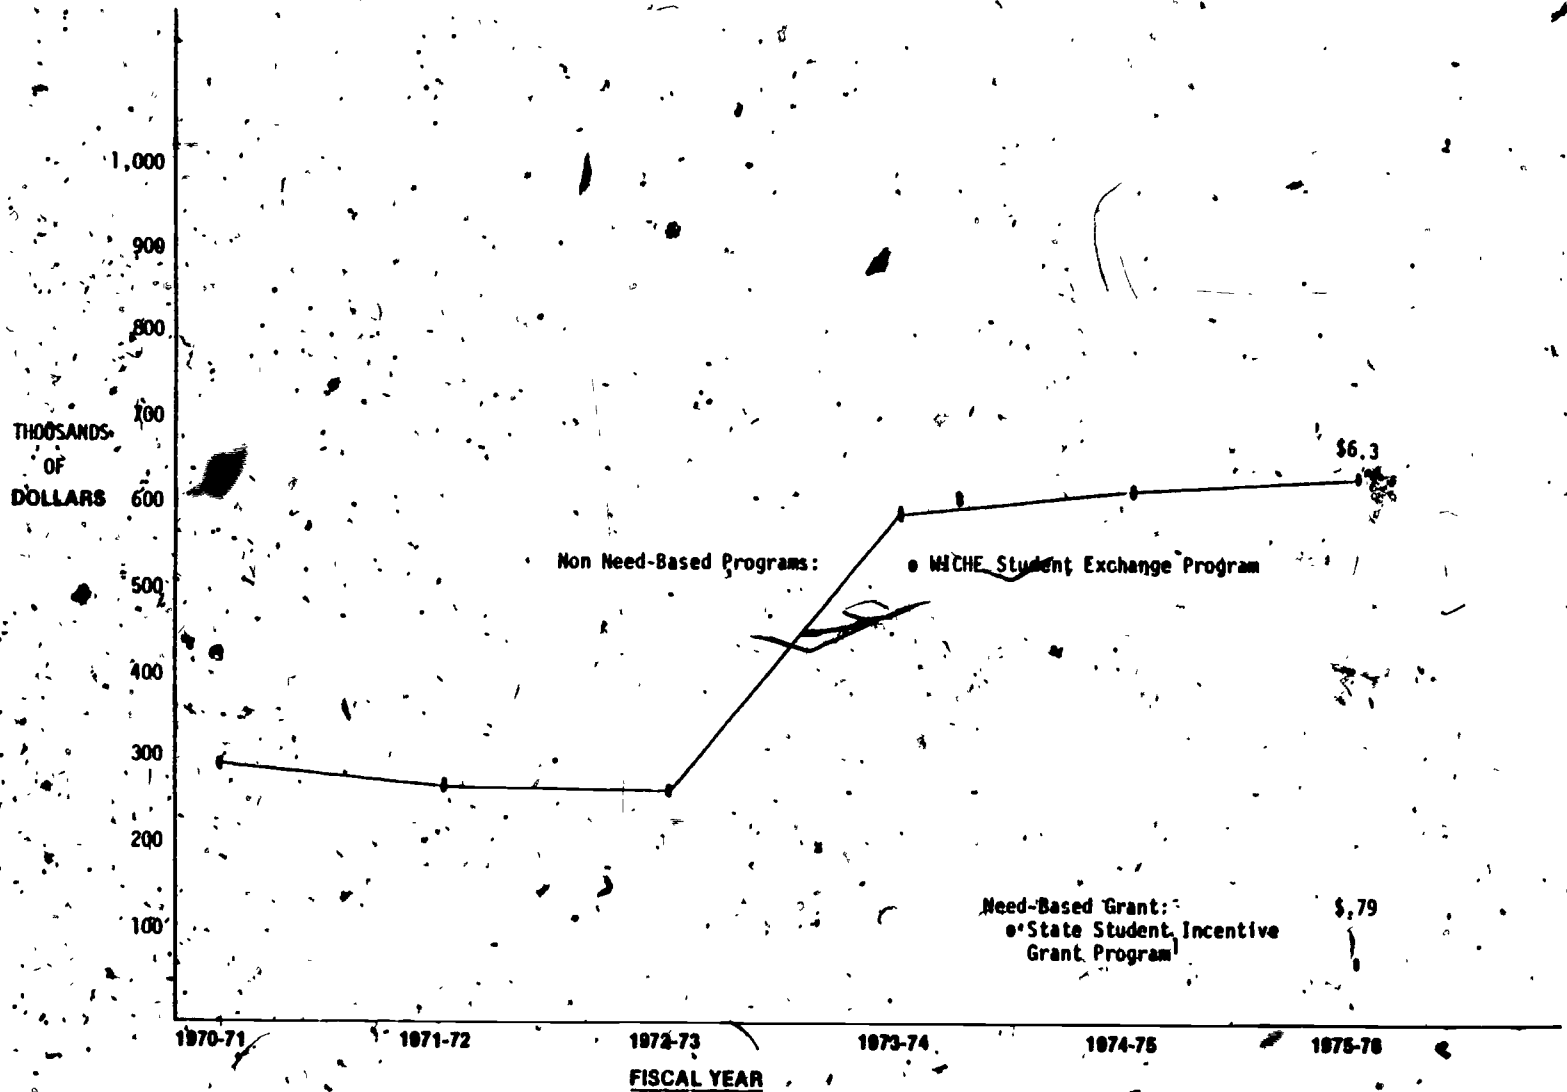 1,000
900
800
700
THOUSANDS
OF
DOLLARS
600
$6.3
Non Need-Based Programs: • WICHE Student Exchange Program
500
400
300
200
Need-Based Grant: $.79
• State Student Incentive
Grant Program1
100
1970-71 1971-72 1972-73 1973-74 1974-75 1975-76
FISCAL YEAR